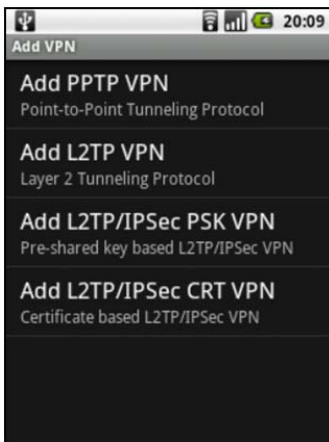 20:09
Add VPN
Add PPTP VPN
Point-to-Point Tunneling Protocol
Add L2TP VPN
Layer 2 Tunneling Protocol
Add L2TP/IPSec PSK VPN
Pre-shared key based L2TP/IPSec VPN
Add L2TP/IPSec CRT VPN
Certificate based L2TP/IPSec VPN